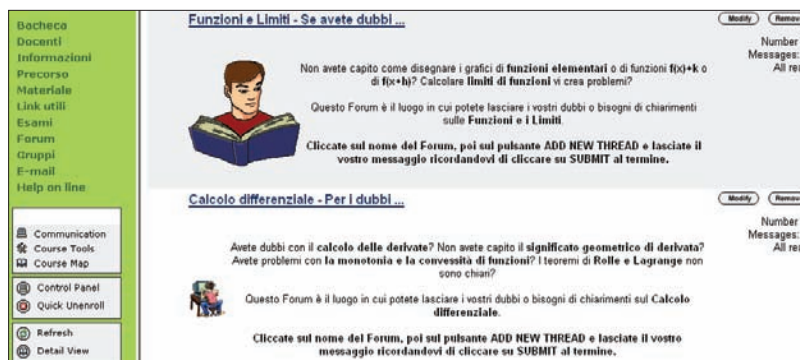 Bacheca
Docenti
Informazioni
Precorso
Materiale
Link utili
Esami
Forum
Gruppi
E-mail
Help on line
Communication
Course Tools
Course Map
Control Panel
Quick Unenroll
Refresh
Detail View
Funzioni e Limiti - Se avete dubbi ...
Modify
Remov
Number
Messages:
All rea
Non avete capito come disegnare i grafici di funzioni elementari o di funzioni f(x)+k o
di f(x+h)? Calcolare limiti di funzioni vi crea problemi?
Questo Forum è il luogo in cui potete lasciare i vostri dubbi o bisogni di chiarimenti
sulle Funzioni e i Limiti.
Cliccate sul nome del Forum, poi sul pulsante ADD NEW THREAD e lasciate il
vostro messaggio ricordandovi di cliccare su SUBMIT al termine.
Calcolo differenziale - Per i dubbi ...
Modify
Remov
Number
Messages:
All rea
Avete dubbi con il calcolo delle derivate? Non avete capito il significato geometrico di derivata?
Avete problemi con la monotonia e la convessità di funzioni? I teoremi di Rolle e Lagrange non
sono chiari?
Questo Forum è il luogo in cui potete lasciare i vostri dubbi o bisogni di chiarimenti sul Calcolo
differenziale.
Cliccate sul nome del Forum, poi sul pulsante ADD NEW THREAD e lasciate il vostro
messaggio ricordandovi di cliccare su SUBMIT al termine.